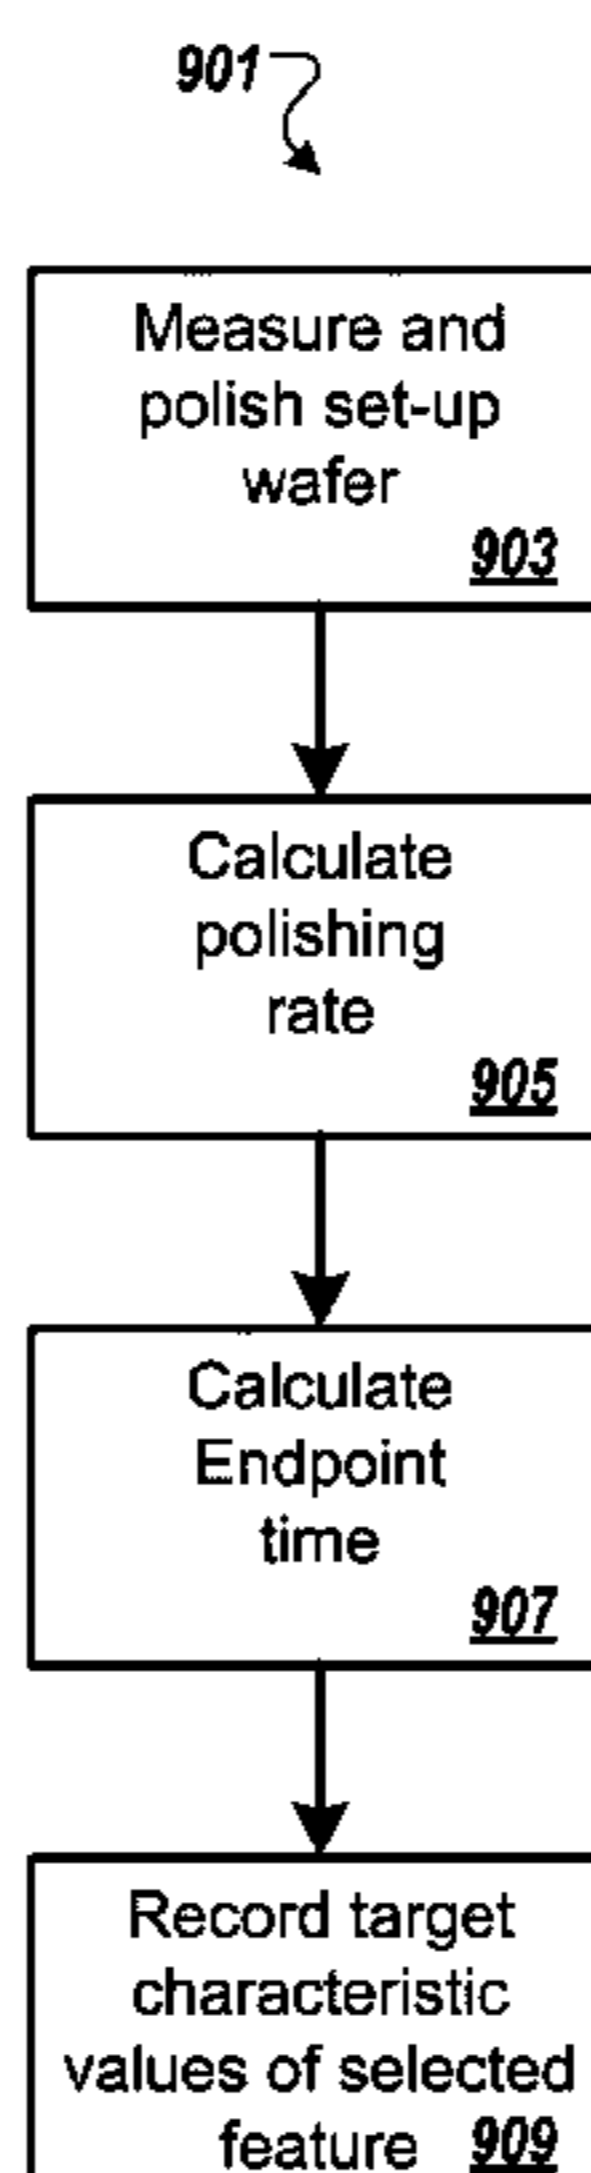 901
Measure and
polish set-up
wafer
903
Calculate
polishing
rate
905
Calculate
Endpoint
time
907
Record target
characteristic
values of selected
feature 909